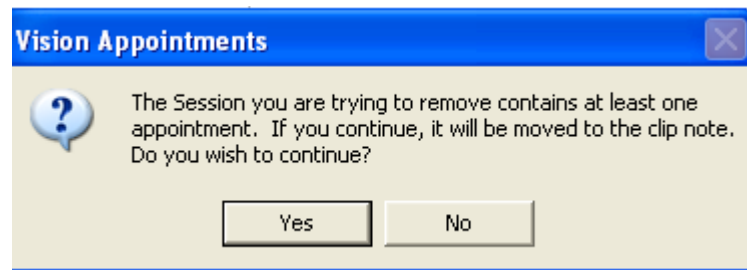 Vision Appointments
The Session you are trying to remove contains at least one
appointment.  If you continue, it will be moved to the clip note.
Do you wish to continue?
Yes No